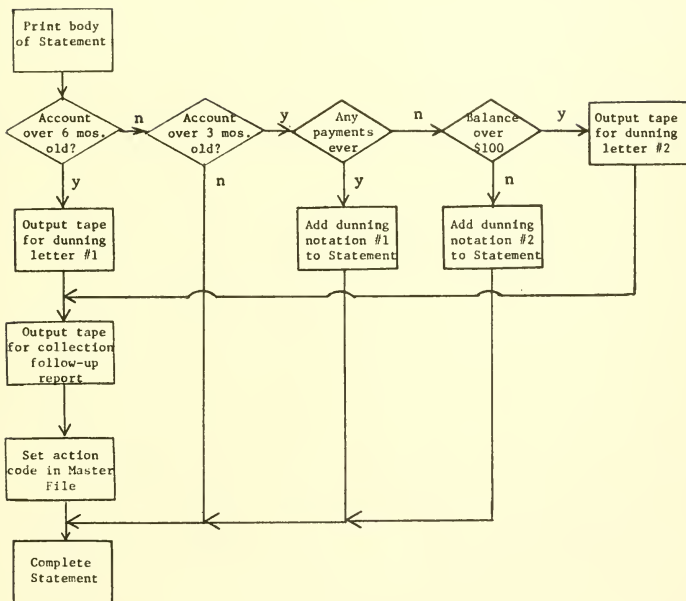 Print body
of Statement
Account
over 6 mos.
old?
n
Account
over 3 mos.
old?
y
Any
payments
ever
n
Balance
over
$100
y
Output tape
for dunning
letter #2
y
n
y
n
Output tape
for dunning
letter #1
Add dunning
notation #1
to Statement
Add dunning
notation #2
to Statement
Output tape
for collection
follow-up
report
Set action
code in Master
File
Complete
Statement